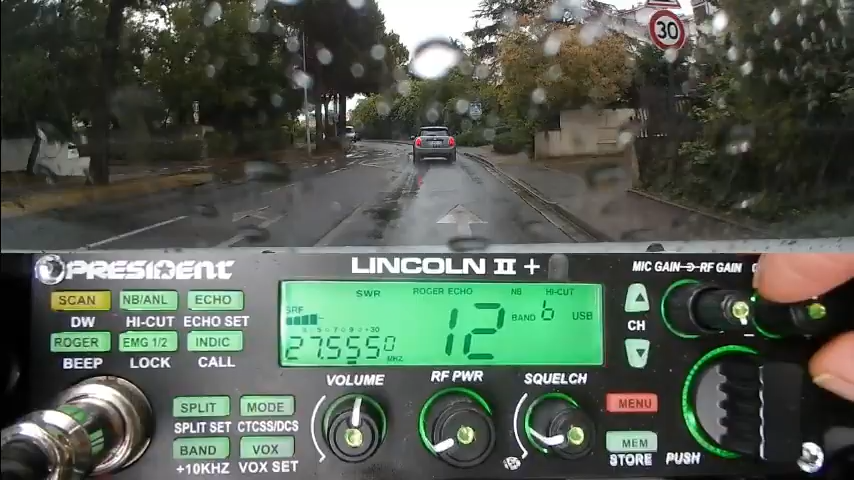 30
PRESIDENT
LINCOLN II +
MIC GAIN RF GAIN
SCAN NB/ANL ECHO
DW HI-CUT ECHO SET
ROGER EMG 1/2 INDIC
BEEP LOCK CALL
SWR ROGER ECHO NB HI-CUT
SRF 12 BAND 6 USB
27.5550 MHZ
CH
VOLUME RF PWR SQUELCH
SPLIT MODE
SPLIT SET CTCSS/DCS
BAND VOX
+10KHZ VOX SET
MENU
MEM
STORE PUSH